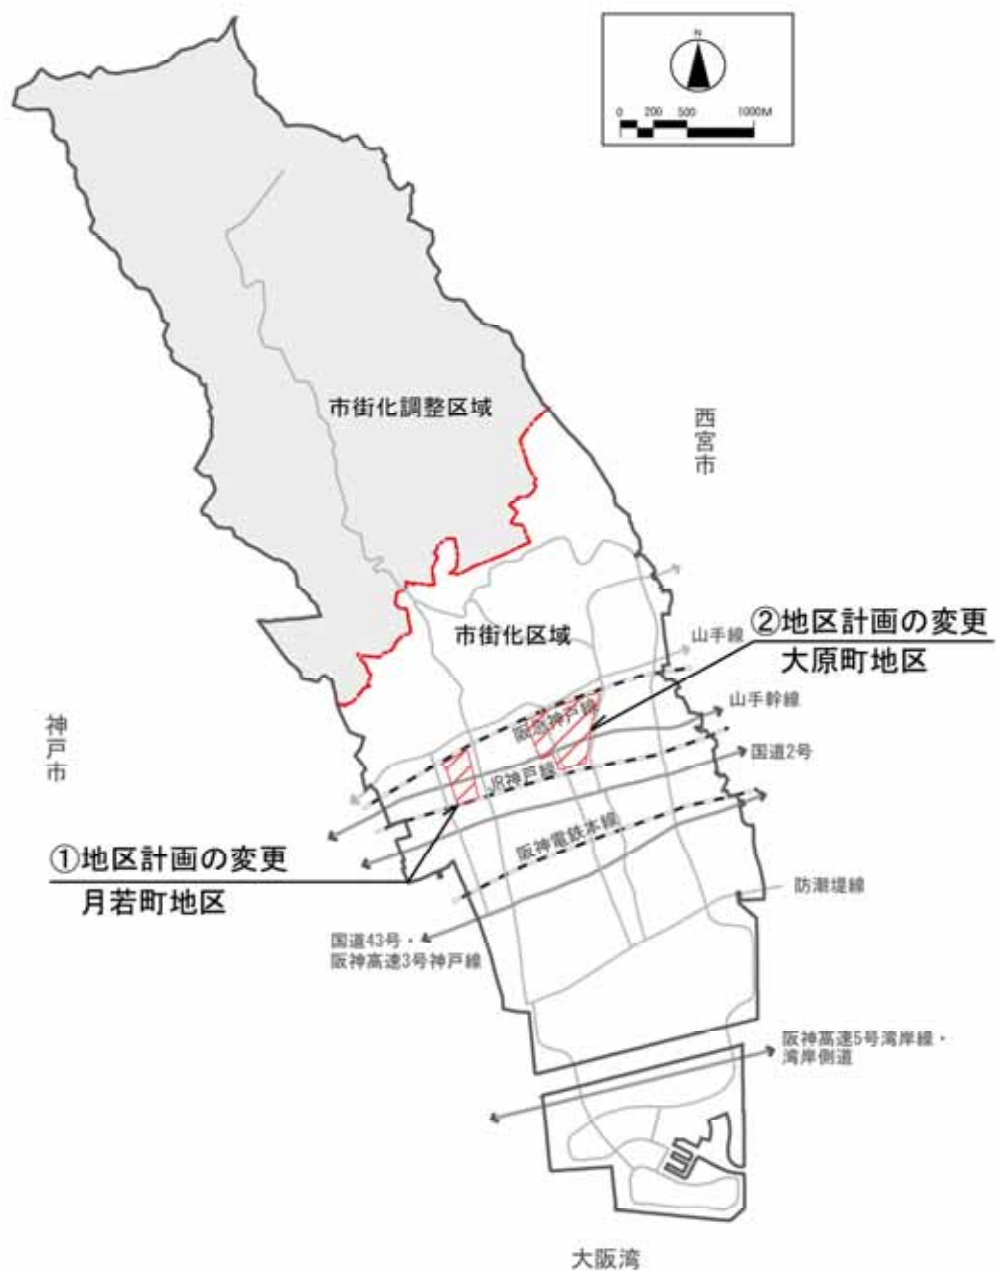 N
0 200 500 1000M
市街化調整区域
西宮市
市街化区域
②地区計画の変更
大原町地区
山手線
山手幹線
阪急神戸線
神戸市
国道2号
JR神戸線
阪神電鉄本線
①地区計画の変更
月若町地区
防潮堤線
国道43号・
阪神高速3号神戸線
阪神高速5号湾岸線・
湾岸側道
大阪湾